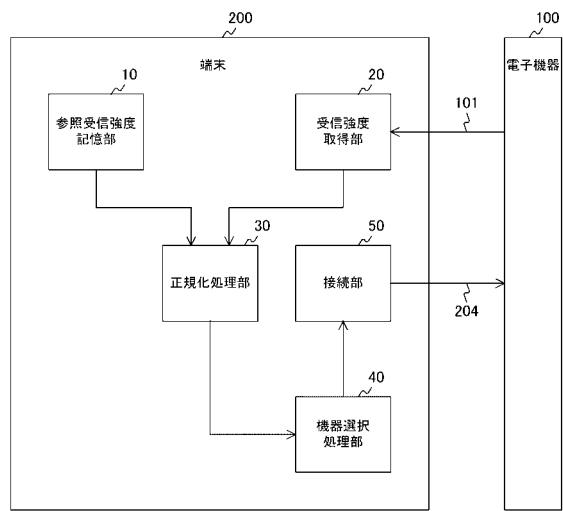 200
100
端末
電子機器
10
20
参照受信強度
記憶部
受信強度
取得部
101
30
50
正規化処理部
接続部
204
40
機器選択
処理部